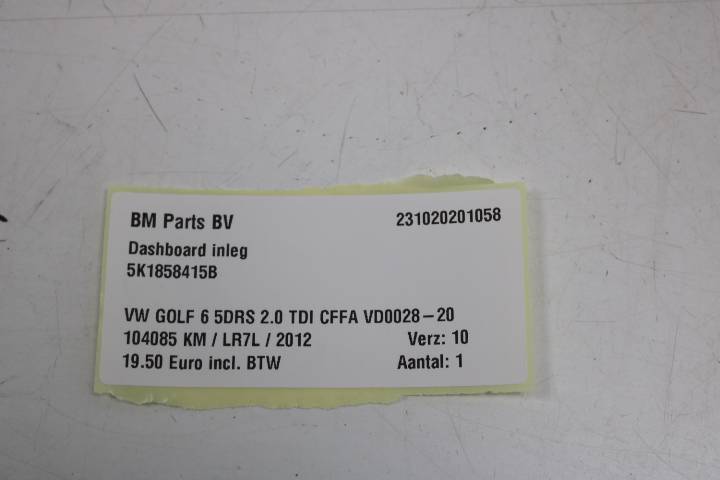 BM Parts BV 231020201058
Dashboard inleg
5K1858415B
VW GOLF 6 5DRS 2.0 TDI CFFA VD0028-20
104085 KM / LR7L / 2012 Verz: 10
19.50 Euro incl. BTW Aantal: 1